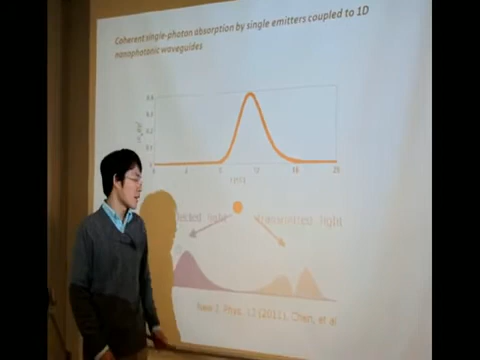 Coherent single-photon absorption by single emitters coupled to 1D
nanophotonic waveguides
light transmitted light
New J. Phys. 13 (2011), Chen, et al